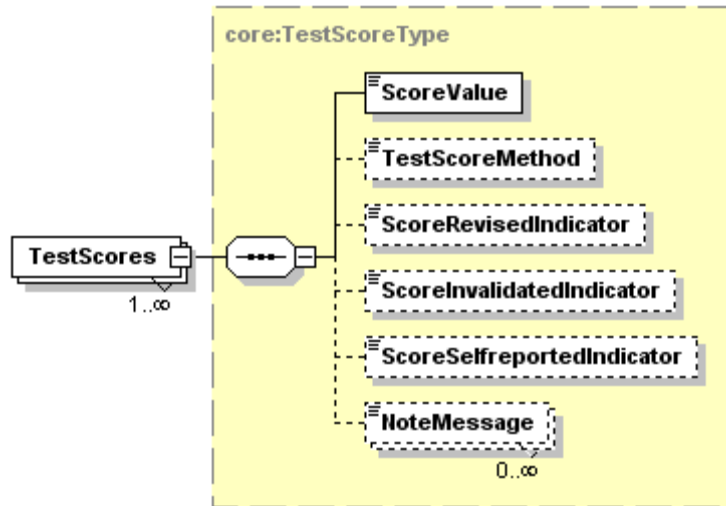 core:TestScoreType
ScoreValue
TestScoreMethod
ScoreRevisedIndicator
TestScores
1..∞
ScoreInvalidatedIndicator
ScoreSelfreportedIndicator
NoteMessage
0..∞